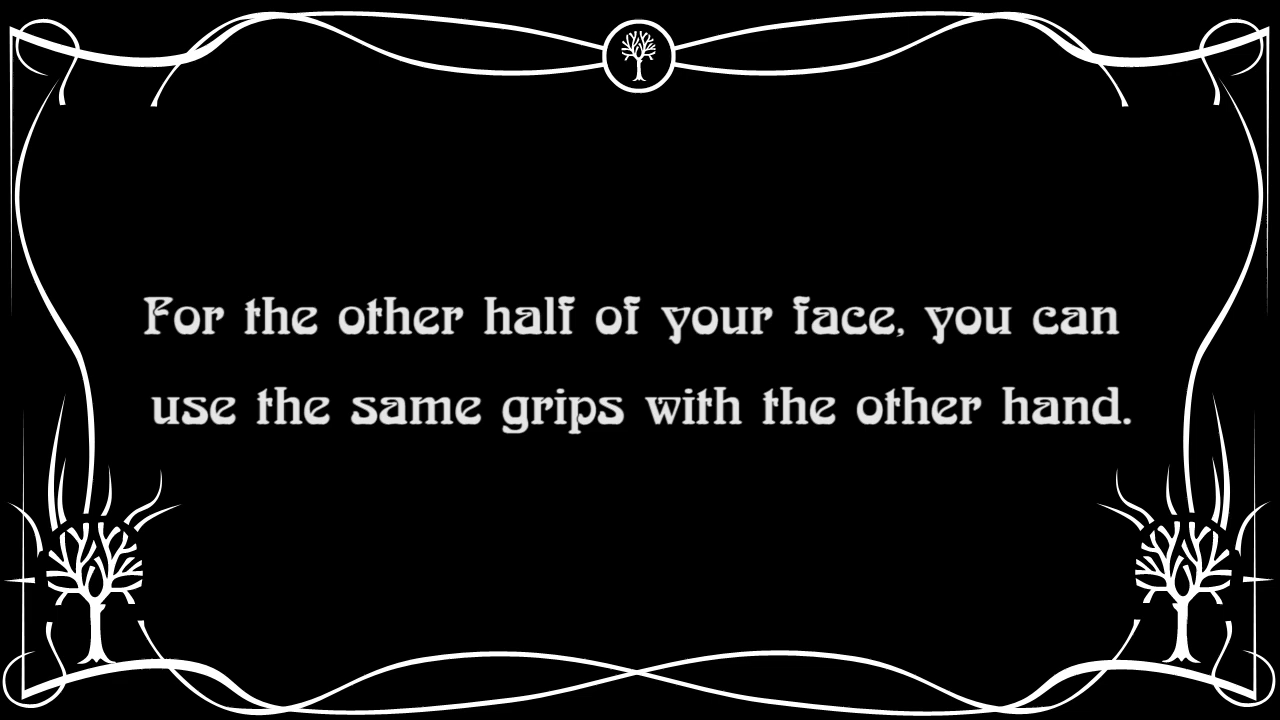 For the other half of your face, you can
use the same grips with the other hand.